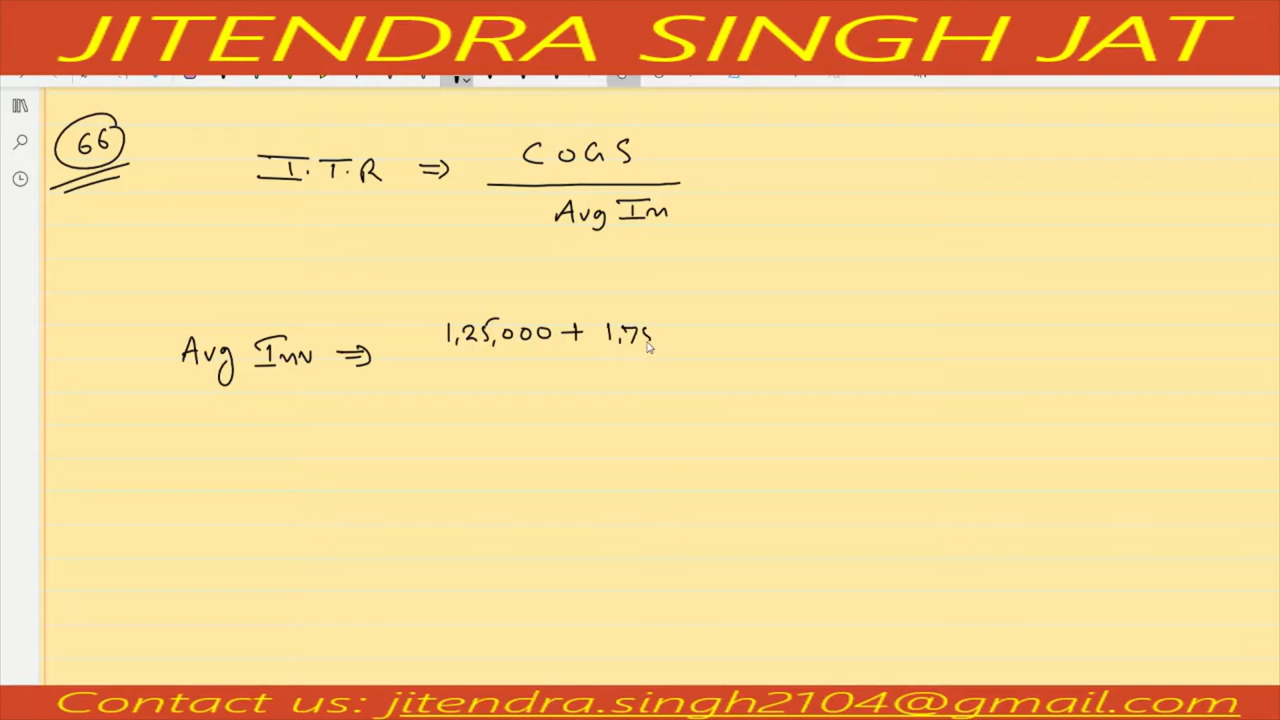 JITENDRA SINGH JAT
66
I.T.R ⇒ COGS
Avg In
Avg Inv ⇒ 1,25,000 + 1,75
Contact us: jitendra.singh2104@gmail.com